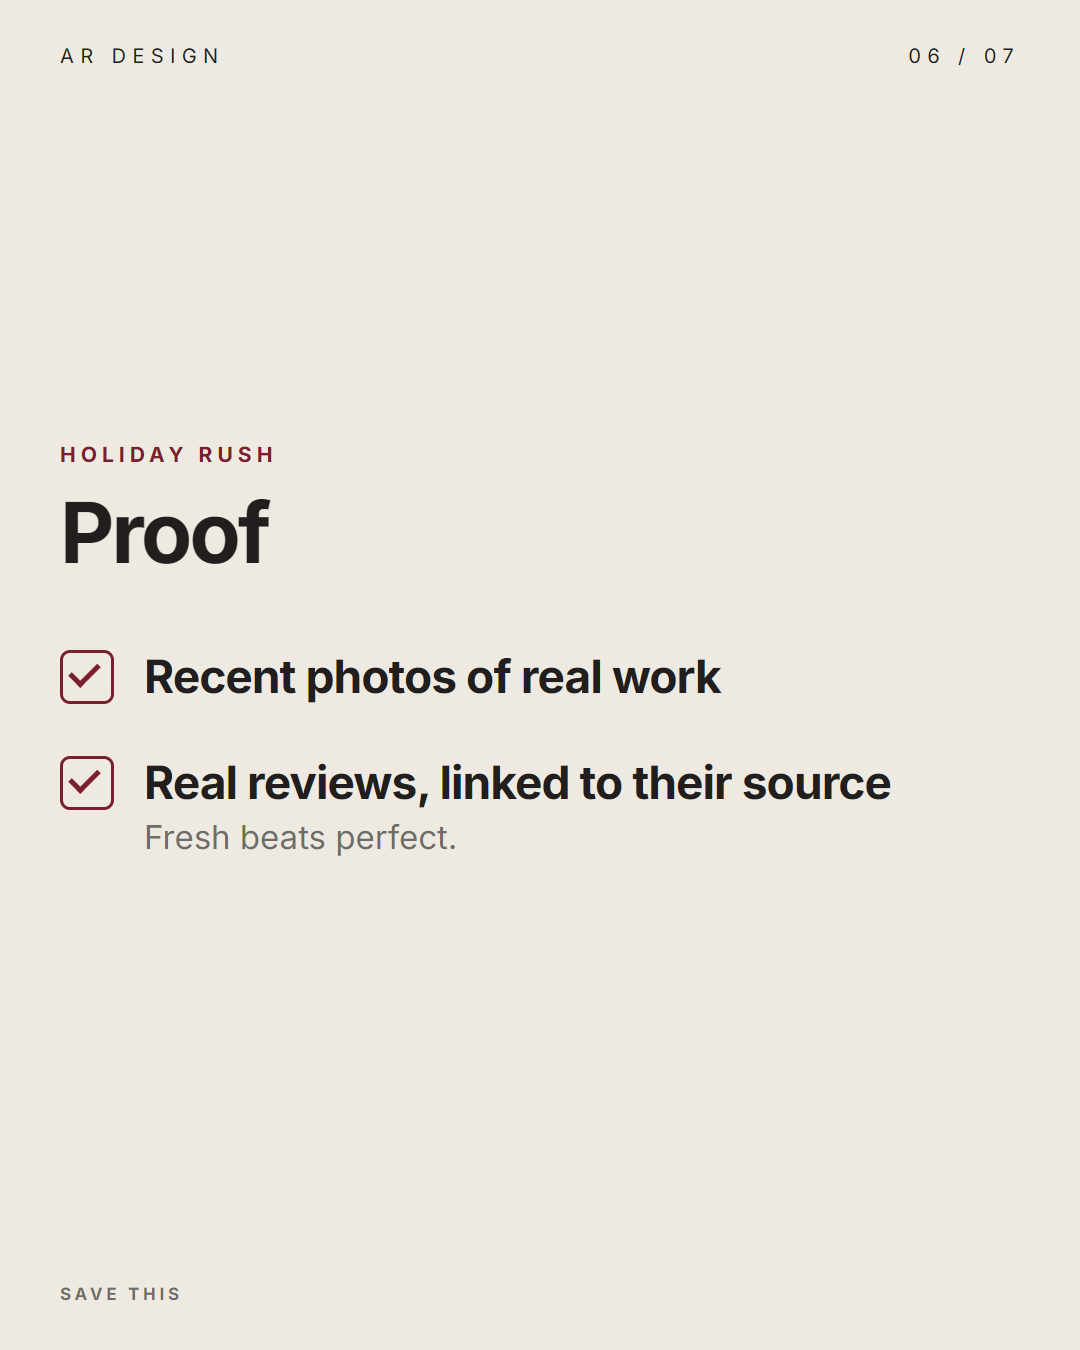 AR DESIGN
06 / 07
HOLIDAY RUSH
Proof
Recent photos of real work
Real reviews, linked to their source
Fresh beats perfect.
SAVE THIS